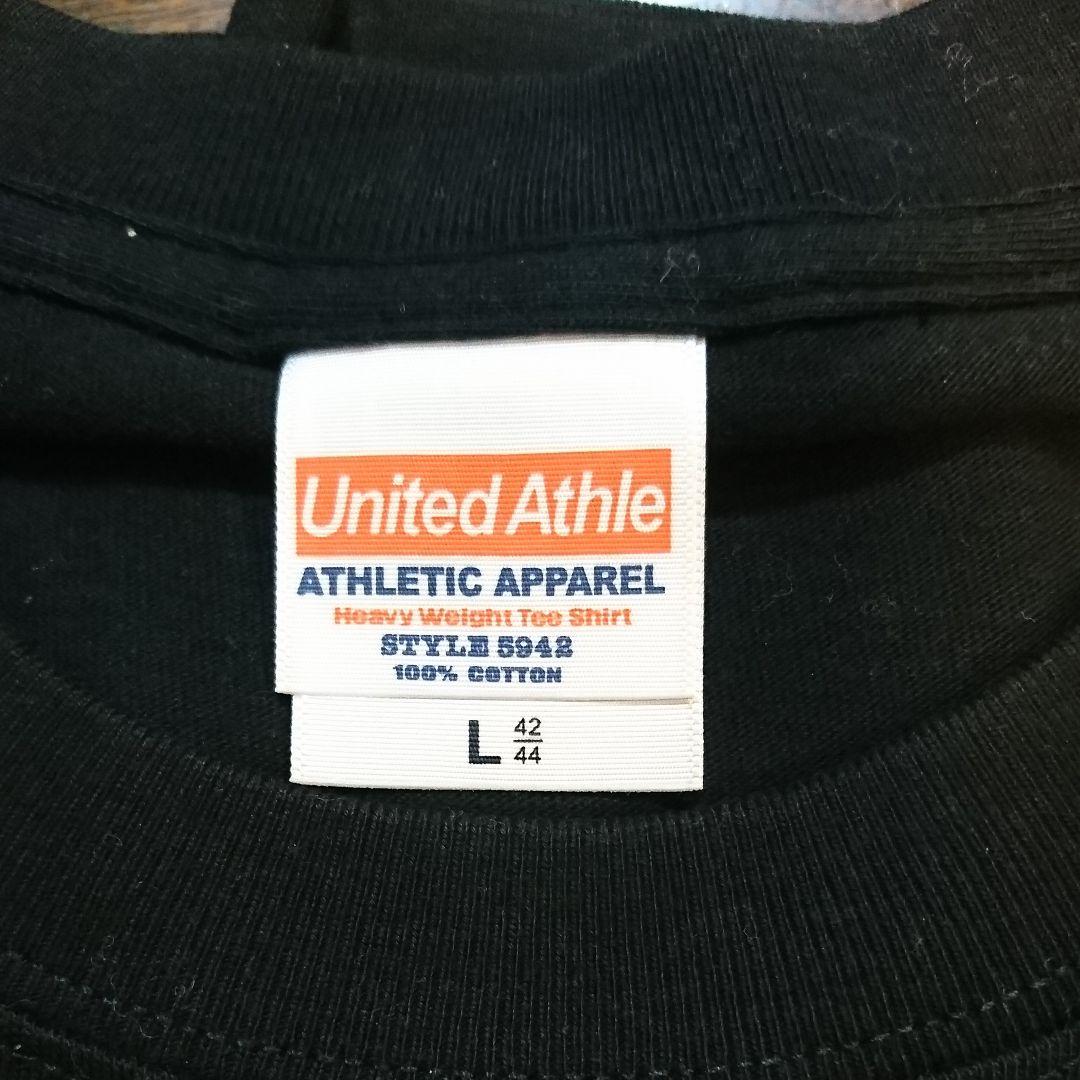 United Athle
ATHLETIC APPAREL
Heavy Weight Tee Shirt
STYLE 5942
100% COTTON
L 42/44